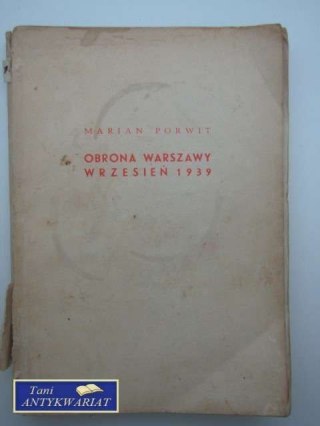 MARIAN PORWIT
OBRONA WARSZAWY
WRZESIEŃ 1939
Tani
ANTYKWARIAT